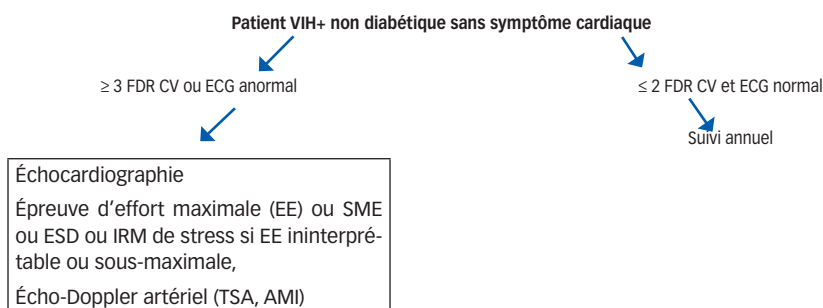 Patient VIH+ non diabétique sans symptôme cardiaque
≥ 3 FDR CV ou ECG anormal
≤ 2 FDR CV et ECG normal
Suivi annuel
Échocardiographie
Épreuve d'effort maximale (EE) ou SME
ou ESD ou IRM de stress si EE ininterpré-
table ou sous-maximale,
Écho-Doppler artériel (TSA, AMI)